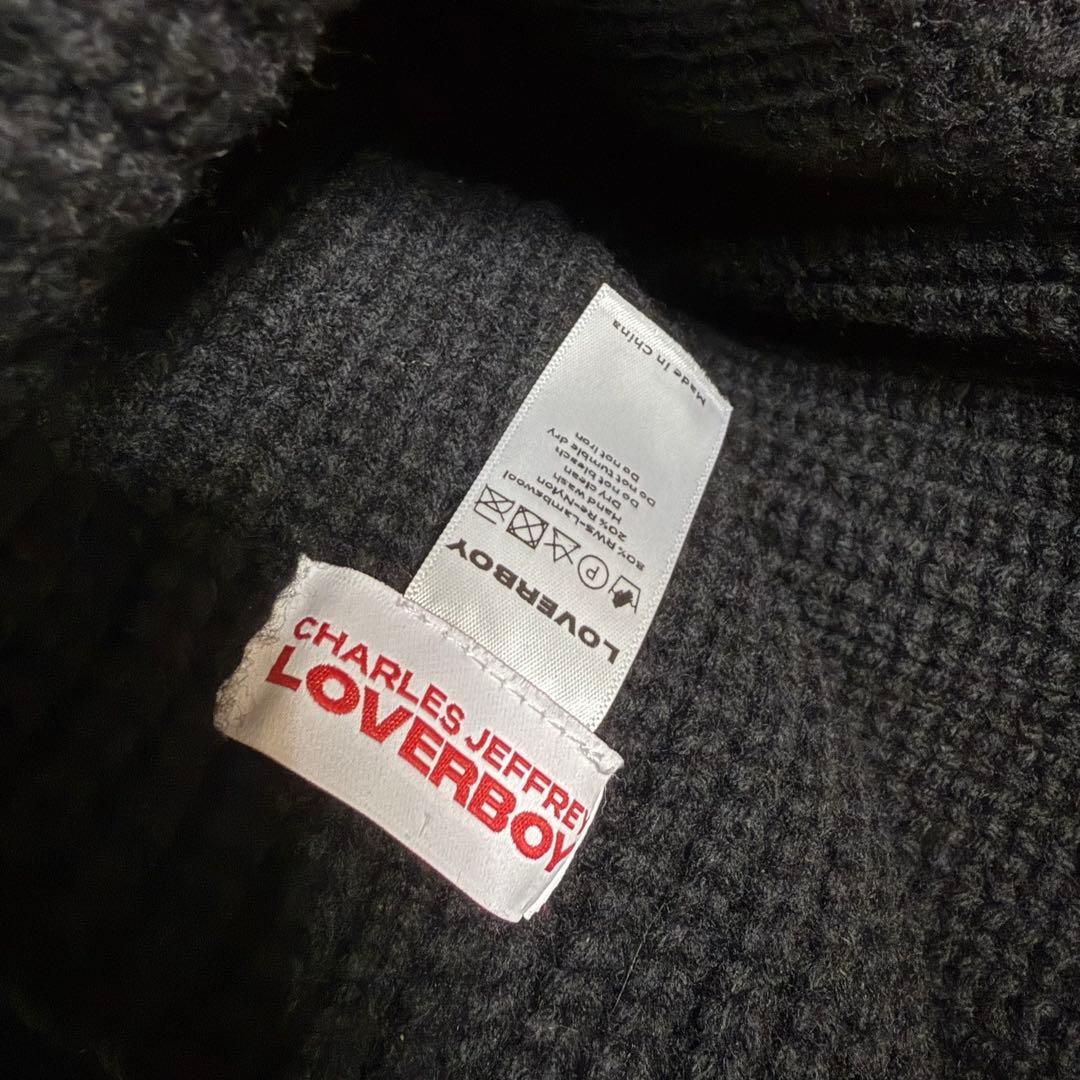 CHARLES JEFFREY
LOVERBOY
LOVERBOY
P
80% RWS-Lambswool
20% Re-Nylon
Hand wash
Dry clean
Do not bleach
Do not tumble dry
Do not iron
Made in China